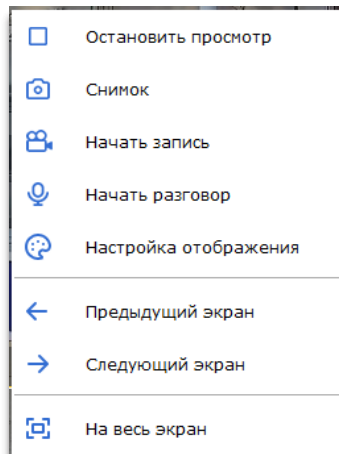 Остановить просмотр
Снимок
Начать запись
Начать разговор
Настройка отображения
Предыдущий экран
Следующий экран
На весь экран